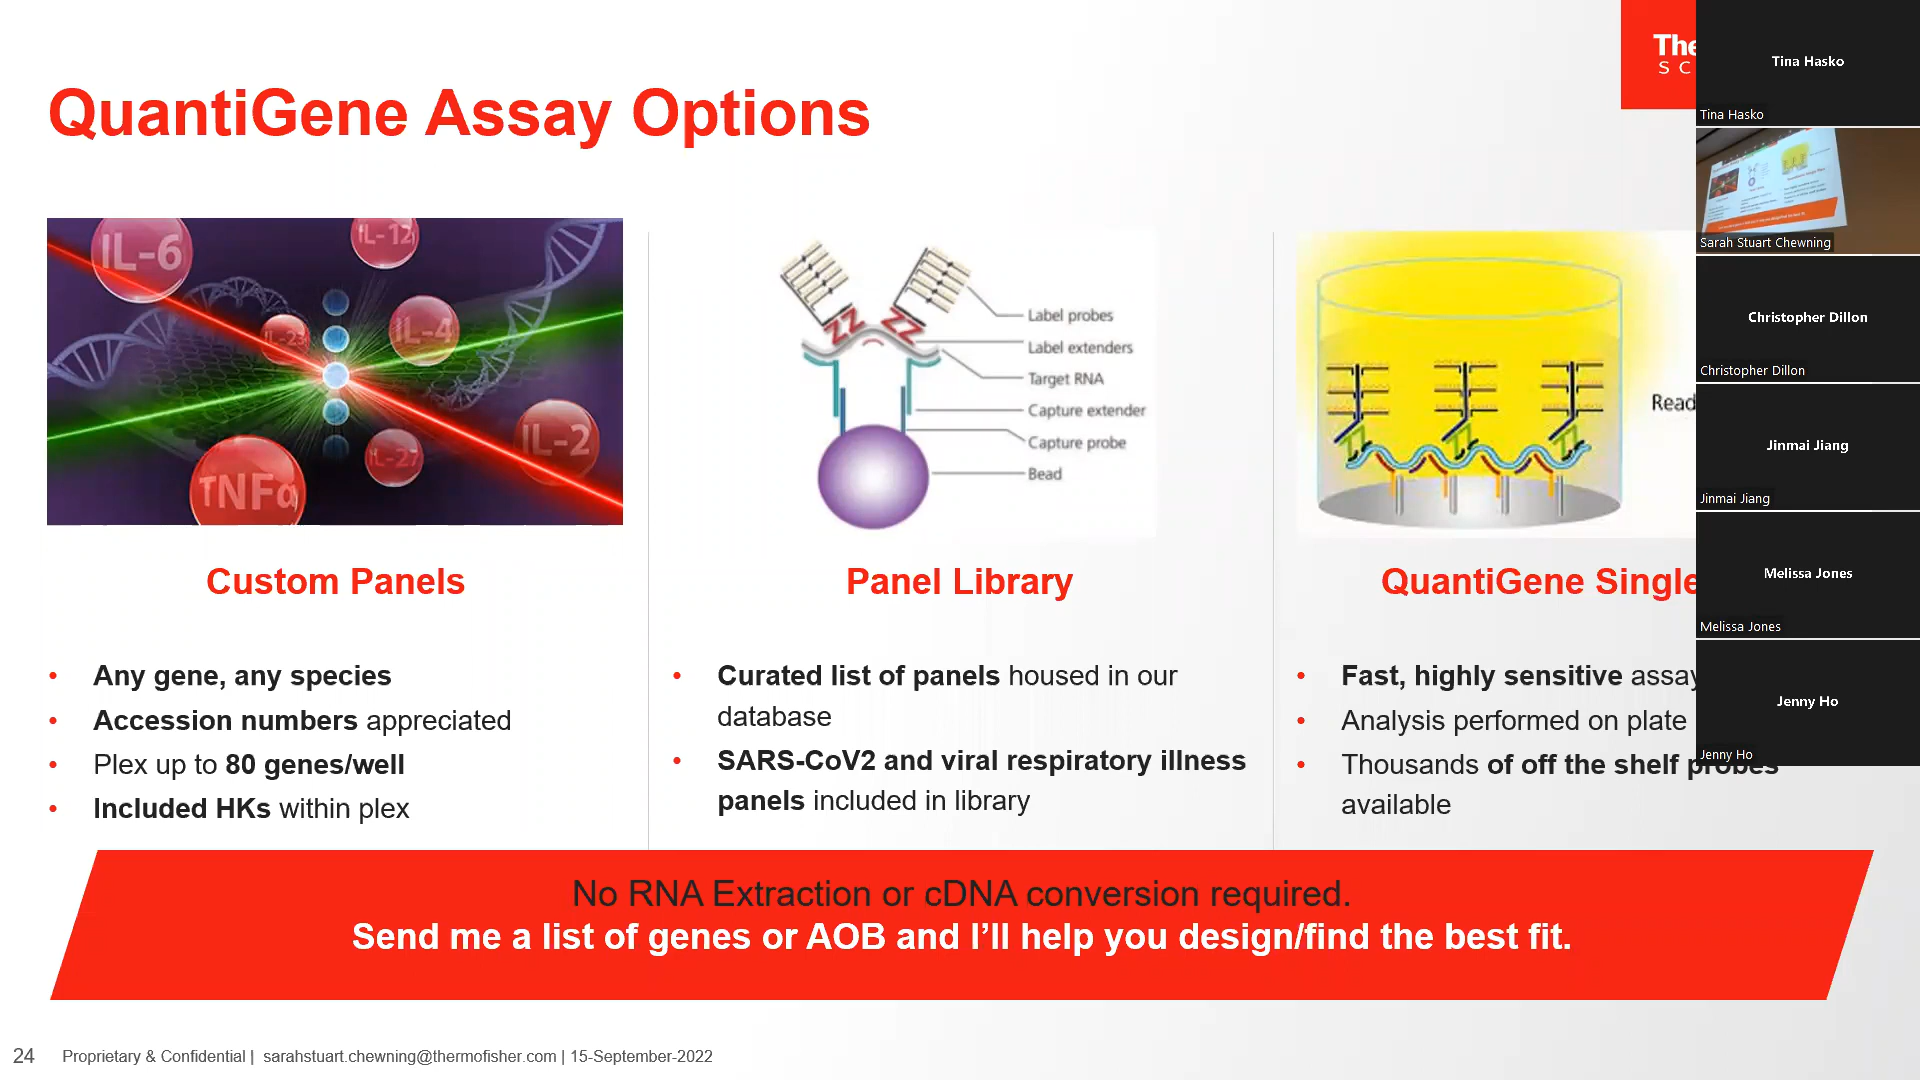 The
SC
QuantiGene Assay Options
IL-6
IL-12
IL-23
IL-4
IL-2
IL-27
TNFα
Label probes
Label extenders
Target RNA
Capture extender
Capture probe
Bead
Read
Custom Panels
• Any gene, any species
• Accession numbers appreciated
• Plex up to 80 genes/well
• Included HKs within plex
Panel Library
• Curated list of panels housed in our
database
• SARS-CoV2 and viral respiratory illness
panels included in library
QuantiGene Single
• Fast, highly sensitive assay
• Analysis performed on plate
• Thousands of off the shelf probes
available
No RNA Extraction or cDNA conversion required.
Send me a list of genes or AOB and I’ll help you design/find the best fit.
24 Proprietary & Confidential | sarahstuart.chewning@thermofisher.com | 15-September-2022
Tina Hasko
Tina Hasko
Sarah Stuart Chewning
Christopher Dillon
Christopher Dillon
Jinmai Jiang
Jinmai Jiang
Melissa Jones
Melissa Jones
Jenny Ho
Jenny Ho